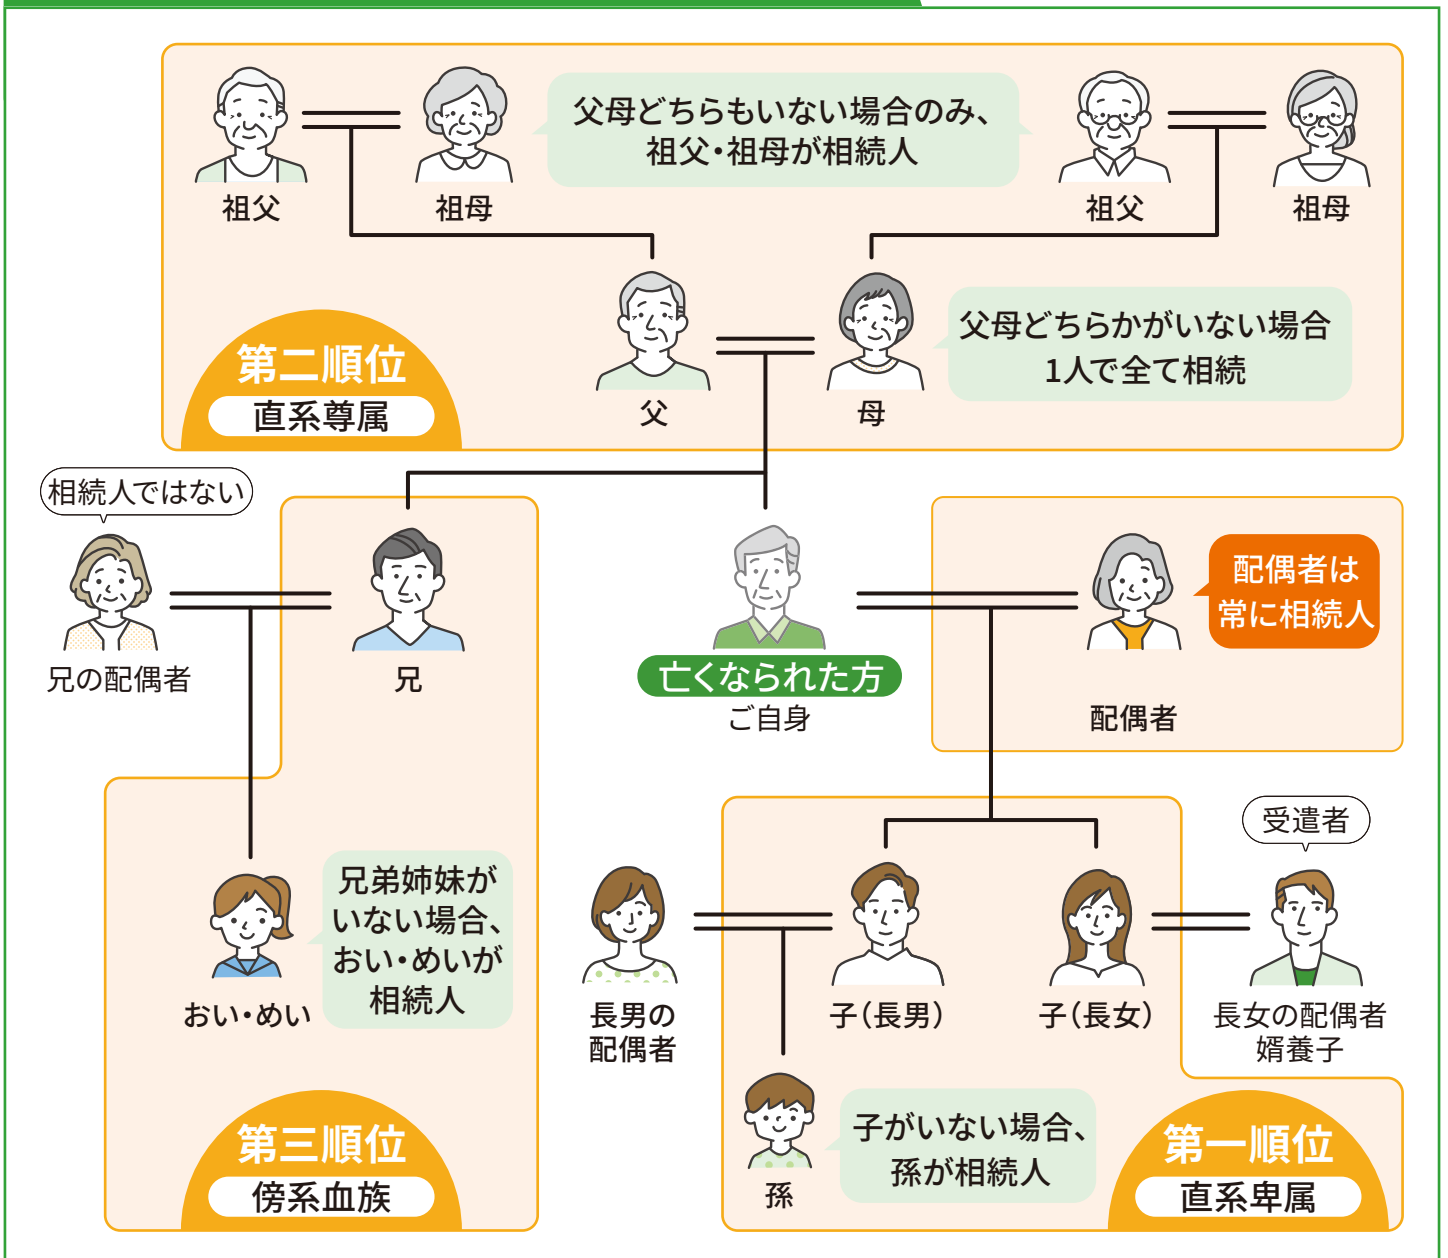 父母どちらもいない場合のみ、
祖父・祖母が相続人
祖父
祖母
祖父
祖母
父母どちらかがいない場合
1人で全て相続
第二順位
直系尊属
父
母
相続人ではない
配偶者は
常に相続人
兄の配偶者
兄
亡くなられた方
ご自身
配偶者
受遺者
兄弟姉妹が
いない場合、
おい・めいが
相続人
おい・めい
長男の
配偶者
子(長男)
子(長女)
長女の配偶者
婿養子
第三順位
傍系血族
孫
子がいない場合、
孫が相続人
第一順位
直系卑属